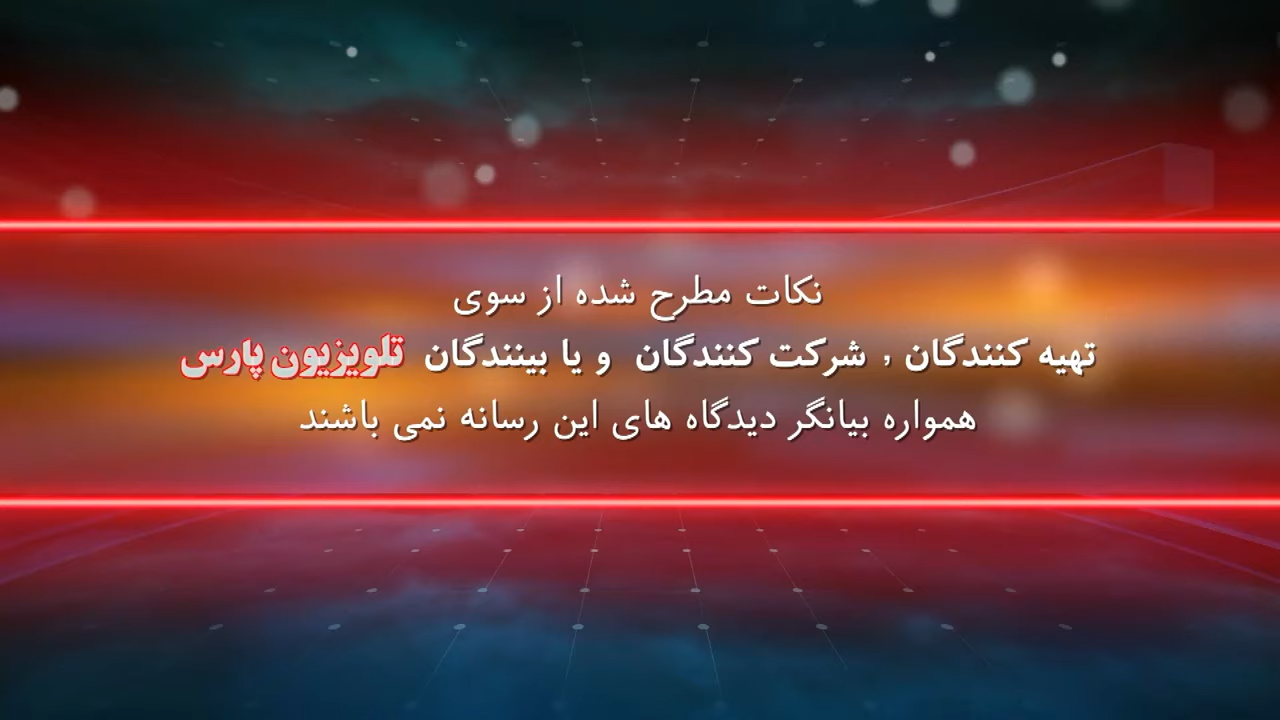 نکات مطرح شده از سوی
تهیه کنندگان , شرکت کنندگان و یا بینندگان تلویزیون پارس
همواره بیانگر دیدگاه های این رسانه نمی باشند